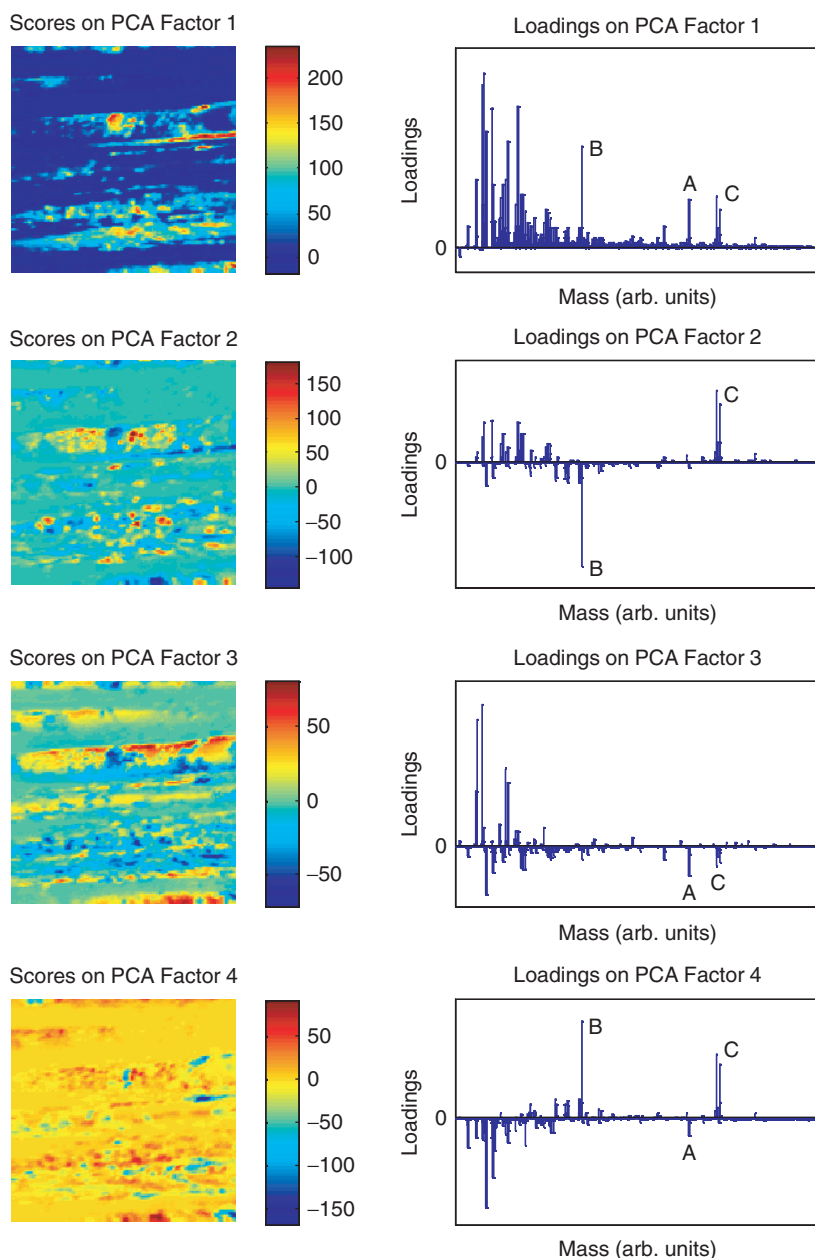 Scores on PCA Factor 1
200
150
100
50
0
Loadings on PCA Factor 1
Loadings
0
B
A
C
Mass (arb. units)
Scores on PCA Factor 2
150
100
50
0
−50
−100
Loadings on PCA Factor 2
Loadings
0
C
B
Mass (arb. units)
Scores on PCA Factor 3
50
0
−50
Loadings on PCA Factor 3
Loadings
0
A
C
Mass (arb. units)
Scores on PCA Factor 4
50
0
−50
−100
−150
Loadings on PCA Factor 4
Loadings
0
B
C
A
Mass (arb. units)